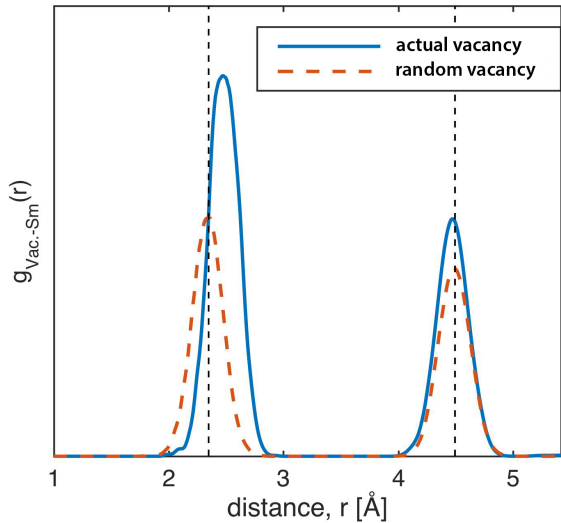 actual vacancy
random vacancy
g_Vac.-Sm(r)
1 2 3 4 5
distance, r [Å]